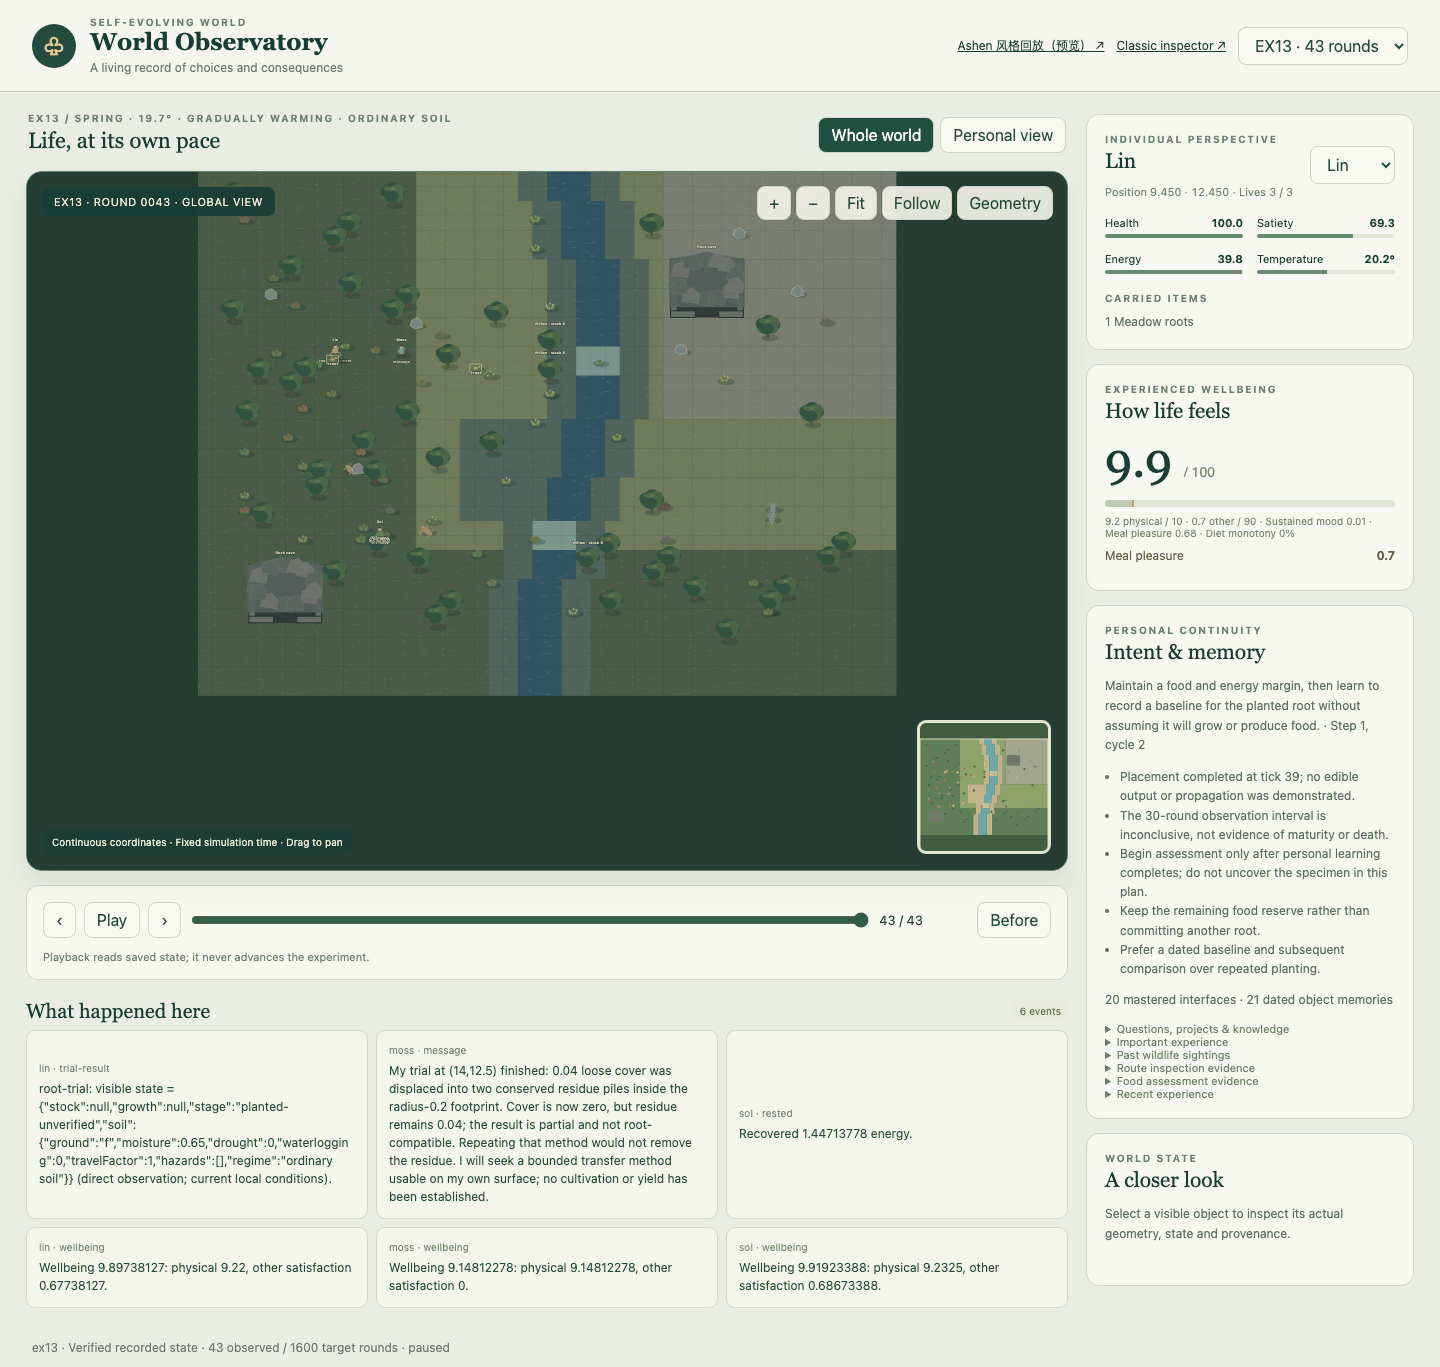 SELF-EVOLVING WORLD
World Observatory
A living record of choices and consequences
Ashen 风格回放（预览） ↗
Classic inspector ↗
EX13 · 43 rounds
EX13 / SPRING · 19.7° · GRADUALLY WARMING · ORDINARY SOIL
Life, at its own pace
Whole world
Personal view
EX13 · ROUND 0043 · GLOBAL VIEW
+
−
Fit
Follow
Geometry
Rock cave
Lin
Moss
message
Willow · stock 0
Willow · stock 0
Sol
Willow · stock 0
Rock cave
Continuous coordinates · Fixed simulation time · Drag to pan
‹
Play
›
43 / 43
Before
Playback reads saved state; it never advances the experiment.
What happened here
6 events
lin · trial-result
root-trial: visible state =
{"stock":null,"growth":null,"stage":"planted-
unverified","soil":
{"ground":"f","moisture":0.65,"drought":0,"waterloggin
g":0,"travelFactor":1,"hazards":[],"regime":"ordinary
soil"}} (direct observation; current local conditions).
moss · message
My trial at (14,12.5) finished: 0.04 loose cover was
displaced into two conserved residue piles inside the
radius-0.2 footprint. Cover is now zero, but residue
remains 0.04; the result is partial and not root-
compatible. Repeating that method would not remove
the residue. I will seek a bounded transfer method
usable on my own surface; no cultivation or yield has
been established.
sol · rested
Recovered 1.44713778 energy.
lin · wellbeing
Wellbeing 9.89738127: physical 9.22, other satisfaction
0.67738127.
moss · wellbeing
Wellbeing 9.14812278: physical 9.14812278, other
satisfaction 0.
sol · wellbeing
Wellbeing 9.91923388: physical 9.2325, other
satisfaction 0.68673388.
ex13 · Verified recorded state · 43 observed / 1600 target rounds · paused
INDIVIDUAL PERSPECTIVE
Lin
Lin
Position 9.450 · 12.450 · Lives 3 / 3
Health 100.0
Satiety 69.3
Energy 39.8
Temperature 20.2°
CARRIED ITEMS
1 Meadow roots
EXPERIENCED WELLBEING
How life feels
9.9 / 100
9.2 physical / 10 · 0.7 other / 90 · Sustained mood 0.01 ·
Meal pleasure 0.68 · Diet monotony 0%
Meal pleasure 0.7
PERSONAL CONTINUITY
Intent & memory
Maintain a food and energy margin, then learn to
record a baseline for the planted root without
assuming it will grow or produce food. · Step 1,
cycle 2
• Placement completed at tick 39; no edible
output or propagation was demonstrated.
• The 30-round observation interval is
inconclusive, not evidence of maturity or death.
• Begin assessment only after personal learning
completes; do not uncover the specimen in this
plan.
• Keep the remaining food reserve rather than
committing another root.
• Prefer a dated baseline and subsequent
comparison over repeated planting.
20 mastered interfaces · 21 dated object memories
▶ Questions, projects & knowledge
▶ Important experience
▶ Past wildlife sightings
▶ Route inspection evidence
▶ Food assessment evidence
▶ Recent experience
WORLD STATE
A closer look
Select a visible object to inspect its actual
geometry, state and provenance.